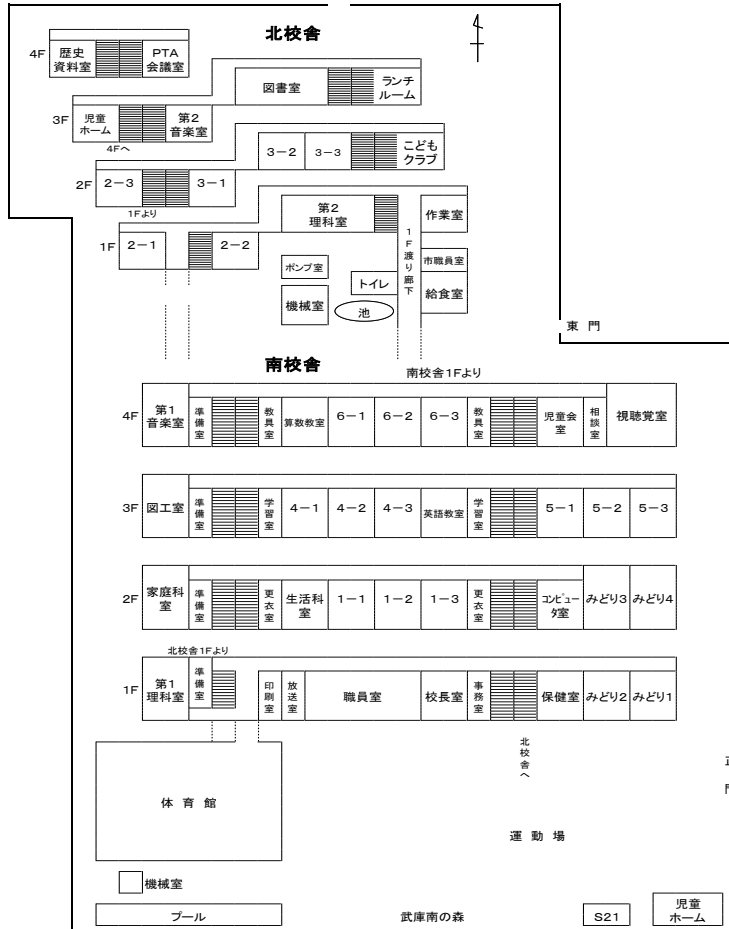 北校舎
4F
歴史
資料室
PTA
会議室
図書室
ランチ
ルーム
3F
児童
ホーム
第2
音楽室
4Fへ
3-2
3-3
こども
クラブ
2F
2-3
3-1
1Fより
第2
理科室
作業室
1F渡り廊下
1F
2-1
2-2
ポンプ室
市職員室
トイレ
機械室
池
給食室
東門
南校舎
南校舎1Fより
4F
第1
音楽室
準備室
教具室
算数教室
6-1
6-2
6-3
教具室
児童会
室
相談室
視聴覚室
3F
図工室
準備室
学習室
4-1
4-2
4-3
英語教室
学習室
5-1
5-2
5-3
2F
家庭科
室
準備室
更衣室
生活科
室
1-1
1-2
1-3
更衣室
コンピュー
タ室
みどり3
みどり4
北校舎1Fより
1F
第1
理科室
準備室
印刷室
放送室
職員室
校長室
事務室
保健室
みどり2
みどり1
北校舎へ
体育館
運動場
機械室
プール
武庫南の森
S21
児童
ホーム